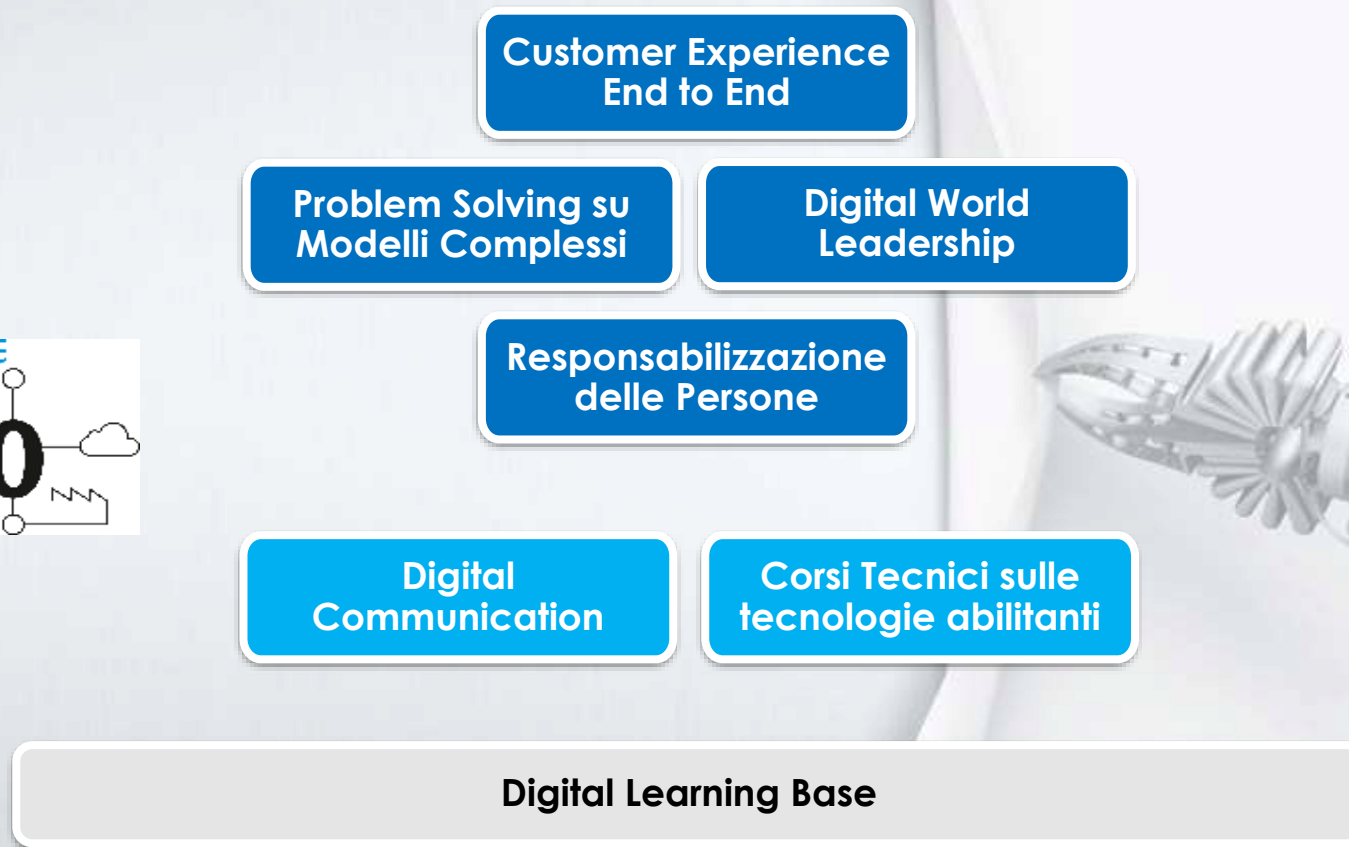 Customer Experience
End to End
Problem Solving su
Modelli Complessi
Digital World
Leadership
Responsabilizzazione
delle Persone
E
0
Digital
Communication
Corsi Tecnici sulle
tecnologie abilitanti
Digital Learning Base